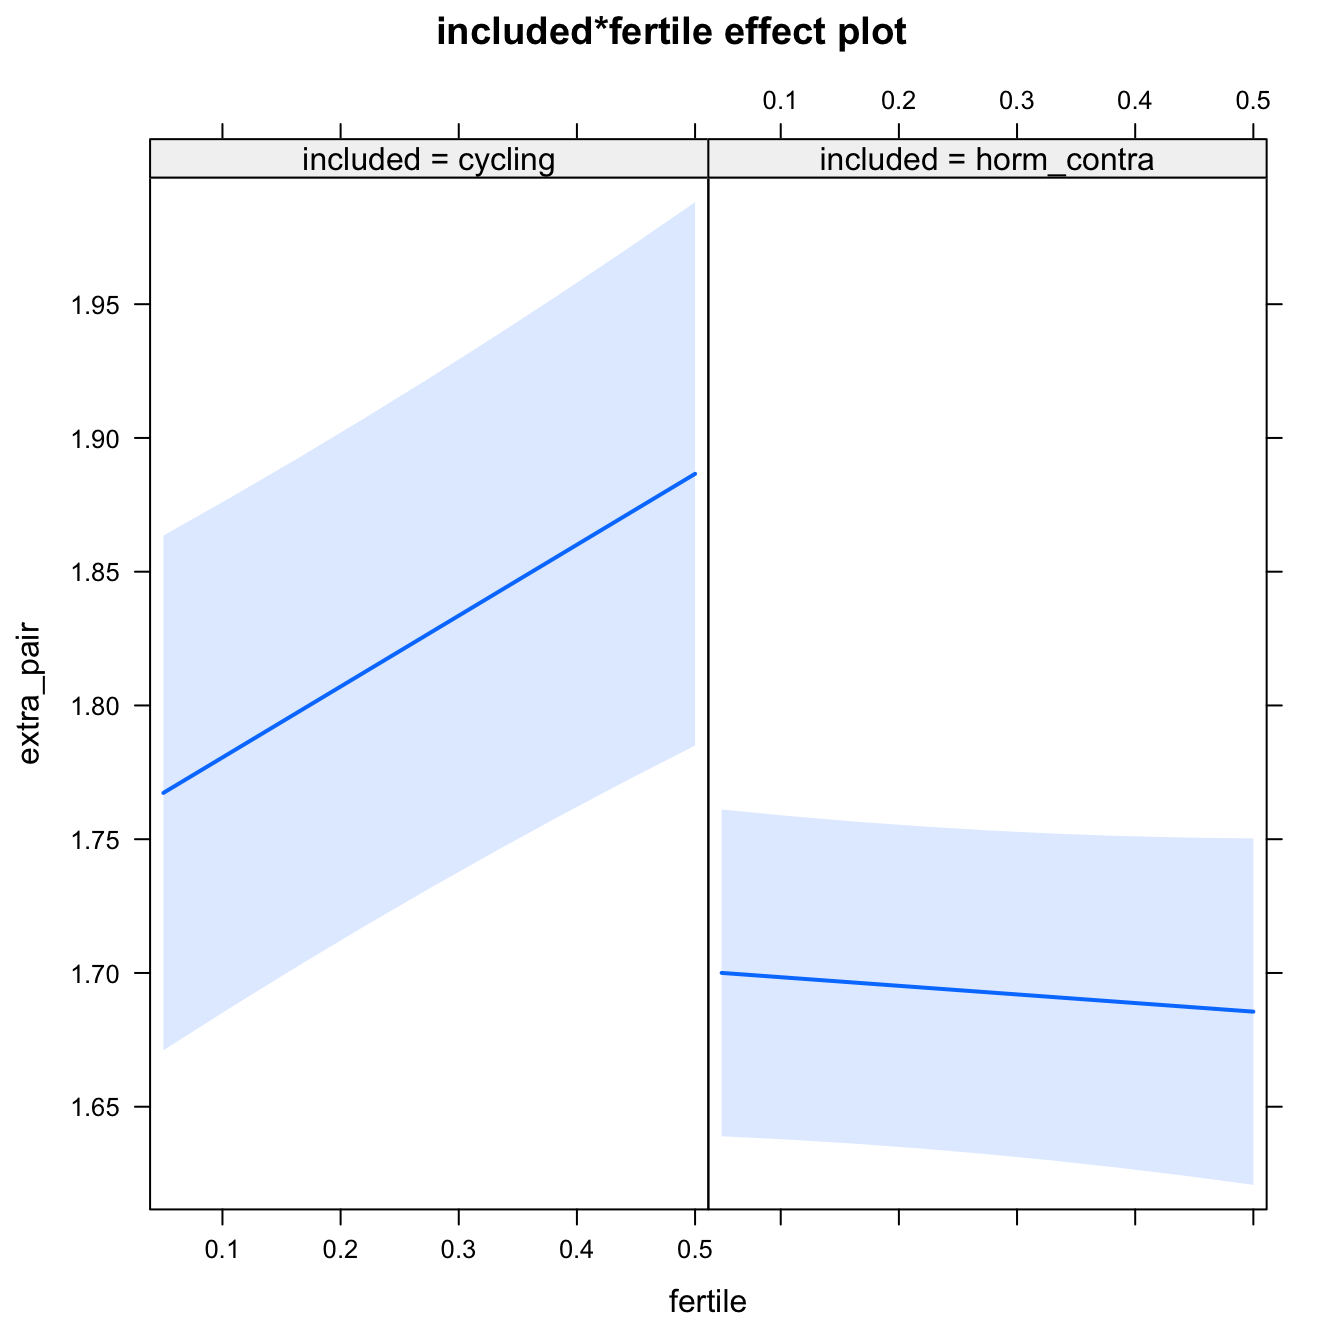 included*fertile effect plot
0.1 0.2 0.3 0.4 0.5
included = cycling included = horm_contra
1.95
1.90
1.85
1.80
1.75
1.70
1.65
extra_pair
0.1 0.2 0.3 0.4 0.5
fertile